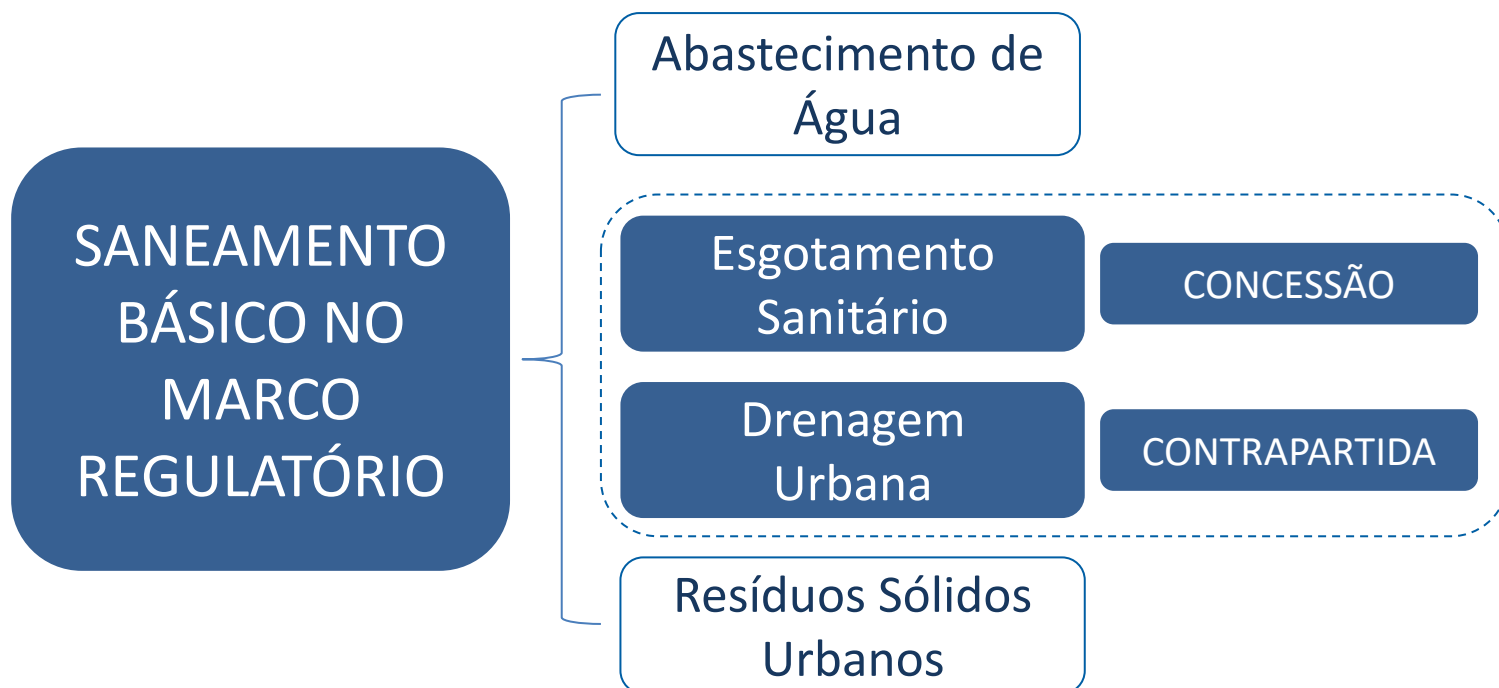 SANEAMENTO
BÁSICO NO
MARCO
REGULATÓRIO
Abastecimento de
Água
Esgotamento
Sanitário
CONCESSÃO
Drenagem
Urbana
CONTRAPARTIDA
Resíduos Sólidos
Urbanos